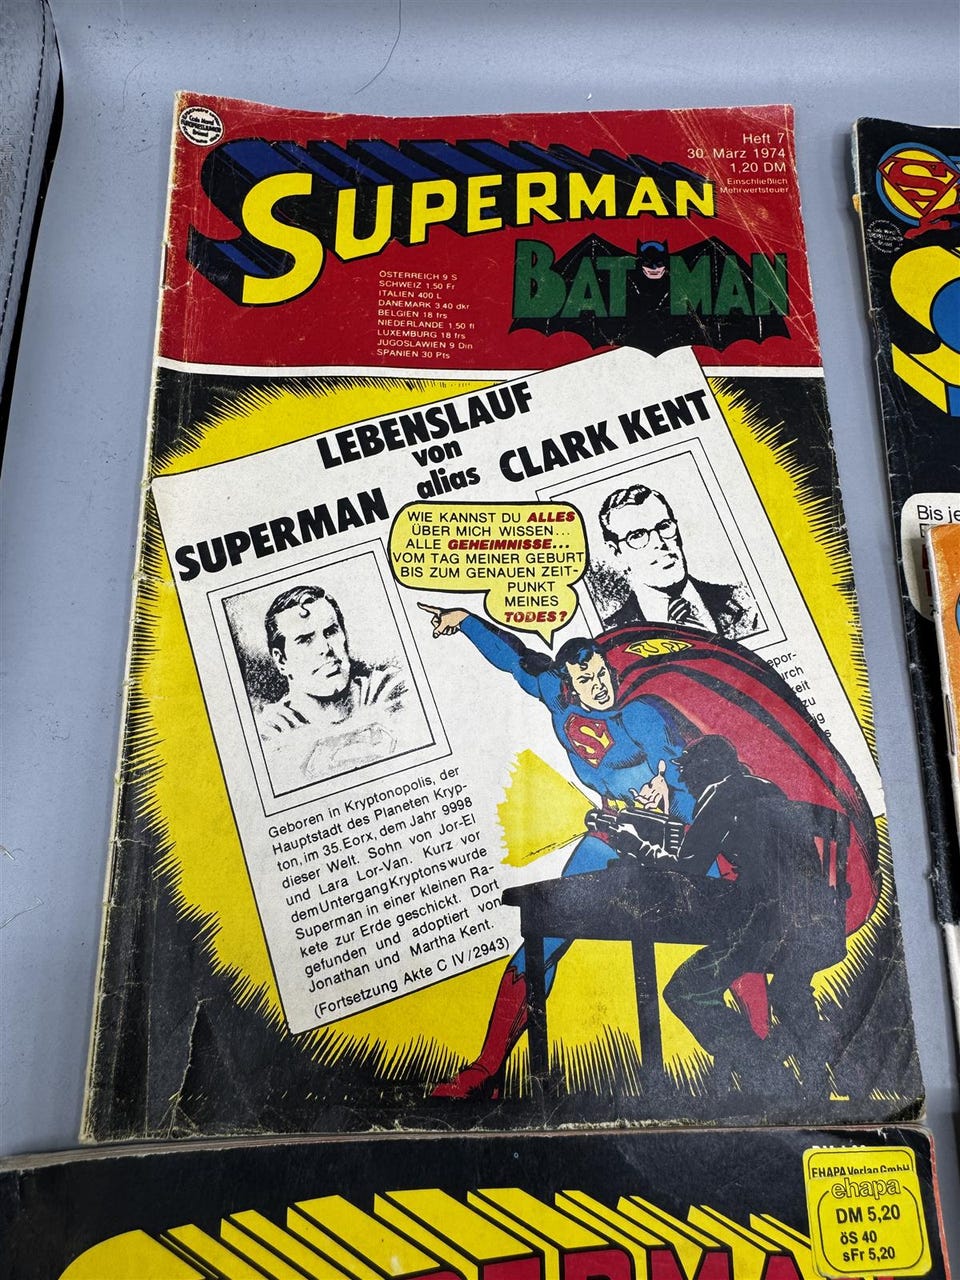 Heft 7
30. März 1974
1,20 DM
Einschließlich
Mehrwertsteuer
SUPERMAN
BATMAN
ÖSTERREICH 9 S
SCHWEIZ 1.50 Fr
ITALIEN 400 L
DÄNEMARK 3,40 dkr
BELGIEN 18 frs
NIEDERLANDE 1,50 fl
LUXEMBURG 18 frs
JUGOSLAWIEN 9 Din
SPANIEN 30 Pts
LEBENSLAUF
von
SUPERMAN alias CLARK KENT
WIE KANNST DU ALLES
ÜBER MICH WISSEN...
ALLE GEHEIMNISSE...
VOM TAG MEINER GEBURT
BIS ZUM GENAUEN ZEIT-
PUNKT
MEINES
TODES?
Geboren in Kryptonopolis, der
Hauptstadt des Planeten Kryp-
ton, im 35. Eorx, dem Jahr 9998
dieser Welt. Sohn von Jor-El
und Lara Lor-Van. Kurz vor
dem Untergang Kryptons wurde
Superman in einer kleinen Ra-
kete zur Erde geschickt. Dort
gefunden und adoptiert von
Jonathan und Martha Kent.
(Fortsetzung Akte C IV/2943)
S
S
Bis je
EHAPA Verlag GmbH
ehapa
DM 5,20
öS 40
sFr 5,20
SUPERMA